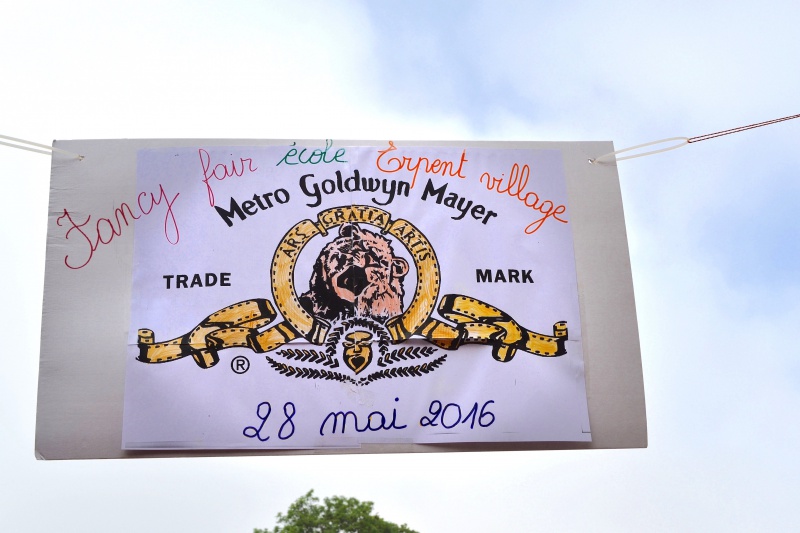 Fancy fair école Erpent village
Metro Goldwyn Mayer
ARS GRATIA ARTIS
TRADE MARK
®
28 mai 2016